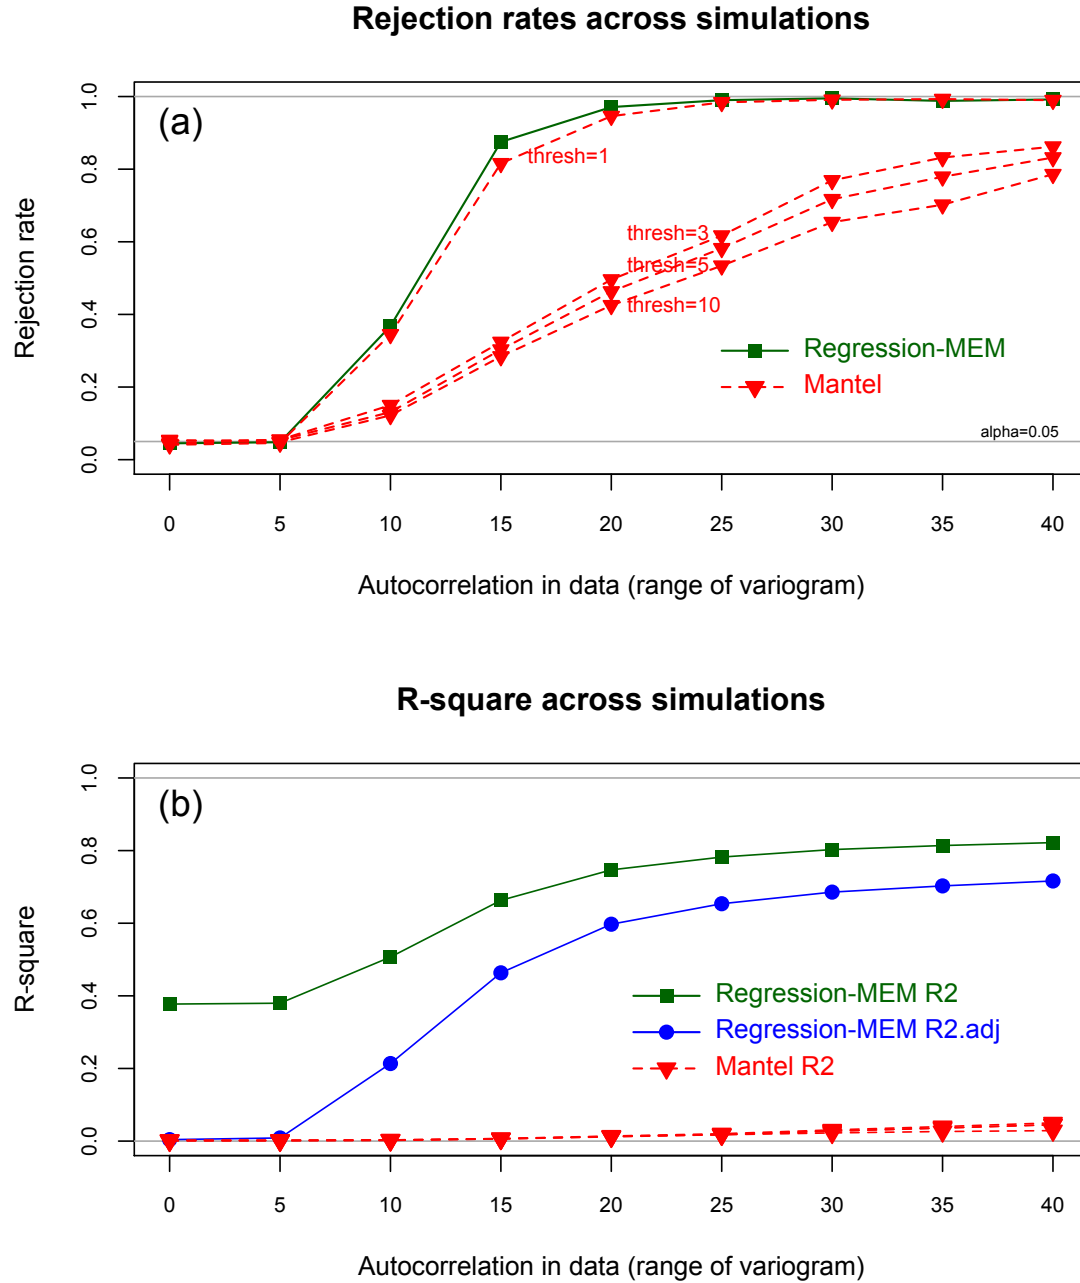 Rejection rates across simulations
(a)
Rejection rate
1.0
0.8
0.6
0.4
0.2
0.0
thresh=1
thresh=3
thresh=5
thresh=10
Regression-MEM
Mantel
alpha=0.05
0 5 10 15 20 25 30 35 40
Autocorrelation in data (range of variogram)
R-square across simulations
(b)
R-square
1.0
0.8
0.6
0.4
0.2
0.0
Regression-MEM R2
Regression-MEM R2.adj
Mantel R2
0 5 10 15 20 25 30 35 40
Autocorrelation in data (range of variogram)